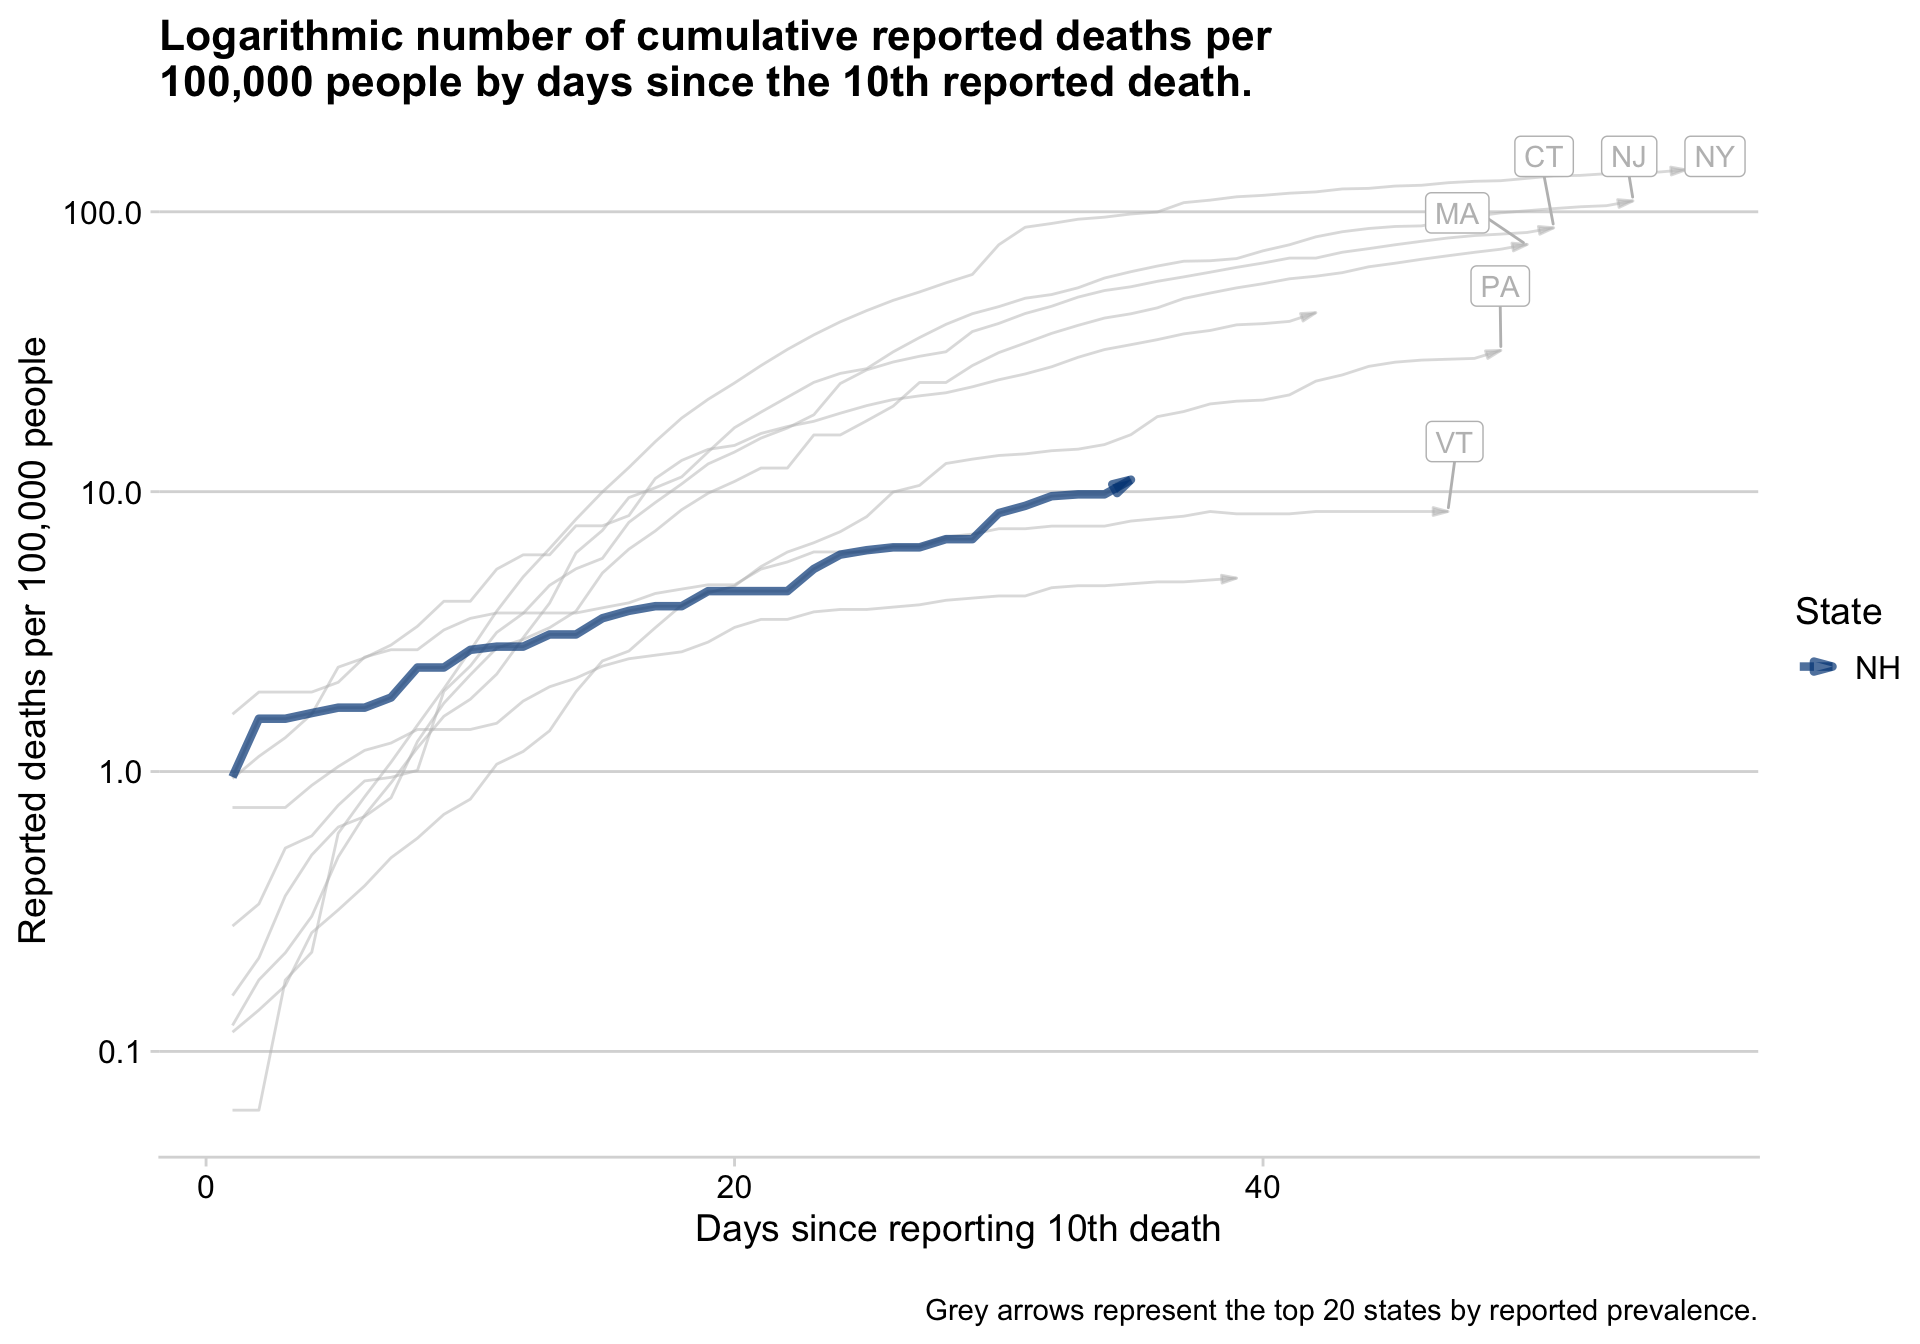 Logarithmic number of cumulative reported deaths per
100,000 people by days since the 10th reported death.
CT
NJ
NY
MA
PA
VT
100.0
10.0
1.0
0.1
Reported deaths per 100,000 people
State
NH
0
20
40
Days since reporting 10th death
Grey arrows represent the top 20 states by reported prevalence.